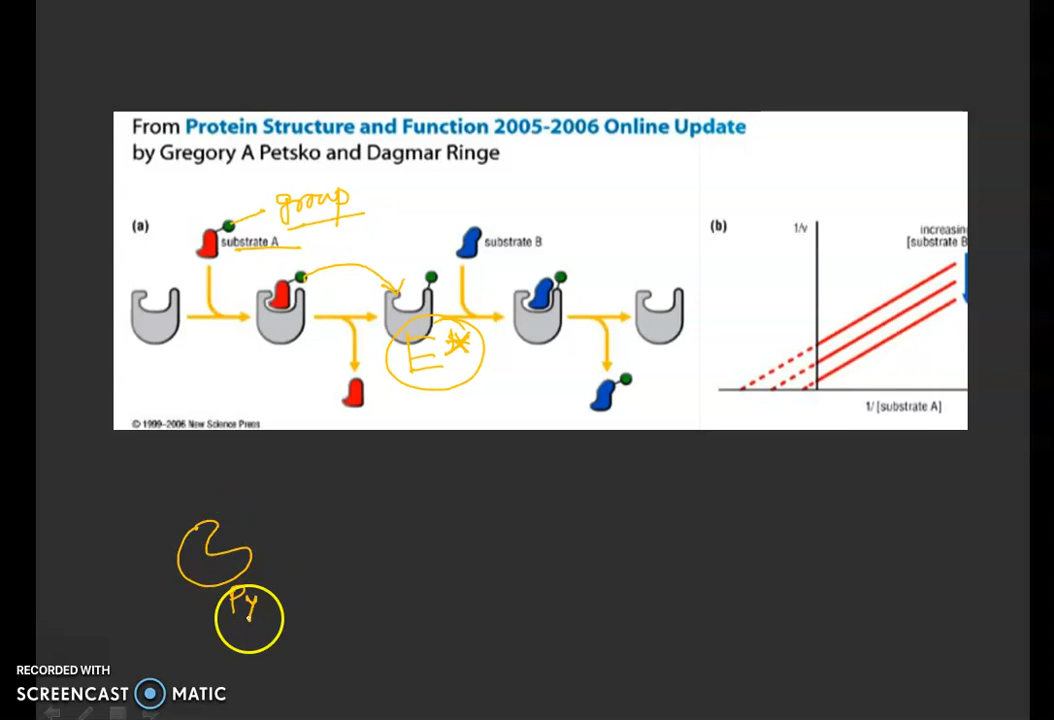 From Protein Structure and Function 2005-2006 Online Update
by Gregory A Petsko and Dagmar Ringe
group
(a)
substrate A
substrate B
(b)
1/v
increasin
[substrate B
E*
1/ [substrate A]
© 1999–2006 New Science Press
Py
RECORDED WITH
SCREENCAST MATIC